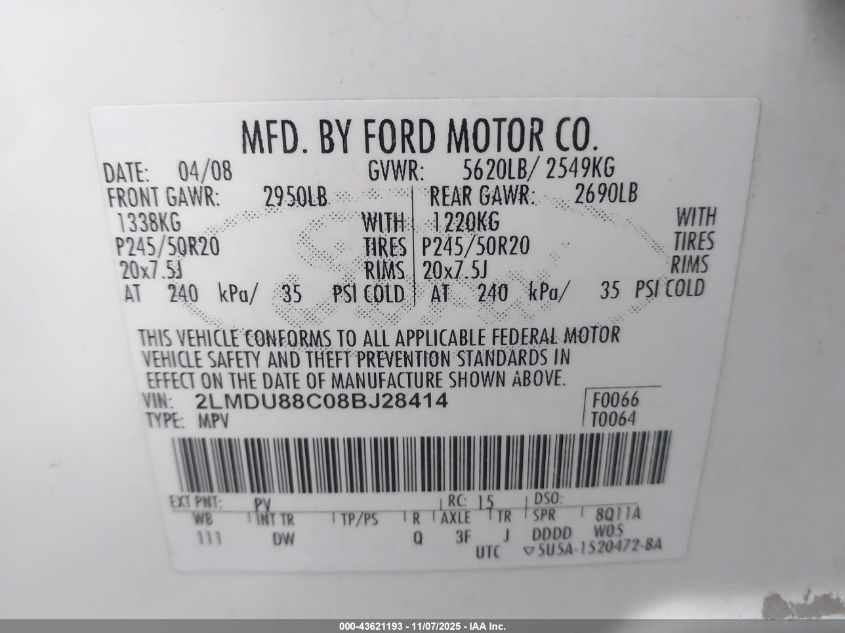 MFD. BY FORD MOTOR CO.
DATE: 04/08 GVWR: 5620LB/ 2549KG
FRONT GAWR: 2950LB REAR GAWR: 2690LB
1338KG WITH 1220KG WITH
P245/50R20 TIRES P245/50R20 TIRES
20x7.5J RIMS 20x7.5J RIMS
AT 240 kPa/ 35 PSI COLD AT 240 kPa/ 35 PSI COLD
THIS VEHICLE CONFORMS TO ALL APPLICABLE FEDERAL MOTOR
VEHICLE SAFETY AND THEFT PREVENTION STANDARDS IN
EFFECT ON THE DATE OF MANUFACTURE SHOWN ABOVE.
VIN: 2LMDU88C08BJ28414 F0066
TYPE: MPV T0064
EXT PNT: PV RC: 15 DSO:
WB INT TR TP/PS R AXLE TR SPR 8Q11A
111 DW Q 3F J DDDD W05
UTC ▽5U5A-1520472-BA
000-43621193 - 11/07/2025 - IAA Inc.